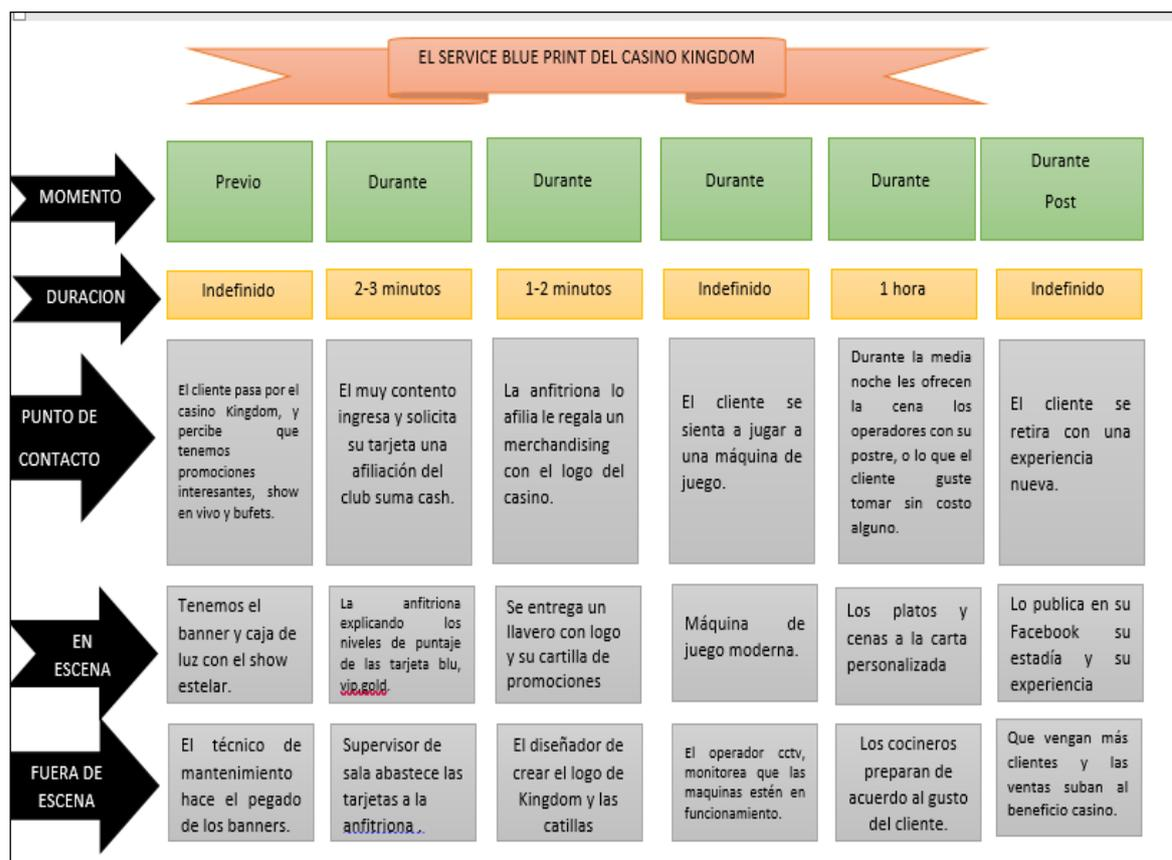 EL SERVICE BLUE PRINT DEL CASINO KINGDOM
MOMENTO
Previo
Durante
Durante
Durante
Durante
Durante
Post
DURACION
Indefinido
2-3 minutos
1-2 minutos
Indefinido
1 hora
Indefinido
PUNTO DE
CONTACTO
El cliente pasa por el
casino Kingdom, y
percibe que
tenemos
promociones
interesantes, show
en vivo y bufets.
El muy contento
ingresa y solicita
su tarjeta una
afiliación del
club suma cash.
La anfitriona lo
afilia le regala un
merchandising
con el logo del
casino.
El cliente se
sienta a jugar a
una máquina de
juego.
Durante la media
noche les ofrecen
la cena los
operadores con su
postre, o lo que el
cliente guste
tomar sin costo
alguno.
El cliente se
retira con una
experiencia
nueva.
EN
ESCENA
Tenemos el
banner y caja de
luz con el show
estelar.
La anfitriona
explicando los
niveles de puntaje
de las tarjeta blu,
vip,gold.
Se entrega un
llavero con logo
y su cartilla de
promociones
Máquina de
juego moderna.
Los platos y
cenas a la carta
personalizada
Lo publica en su
Facebook su
estadía y su
experiencia
FUERA DE
ESCENA
El técnico de
mantenimiento
hace el pegado
de los banners.
Supervisor de
sala abastece las
tarjetas a la
anfitriona .
El diseñador de
crear el logo de
Kingdom y las
catillas
El operador cctv,
monitorea que las
maquinas estén en
funcionamiento.
Los cocineros
preparan de
acuerdo al gusto
del cliente.
Que vengan más
clientes y las
ventas suban al
beneficio casino.